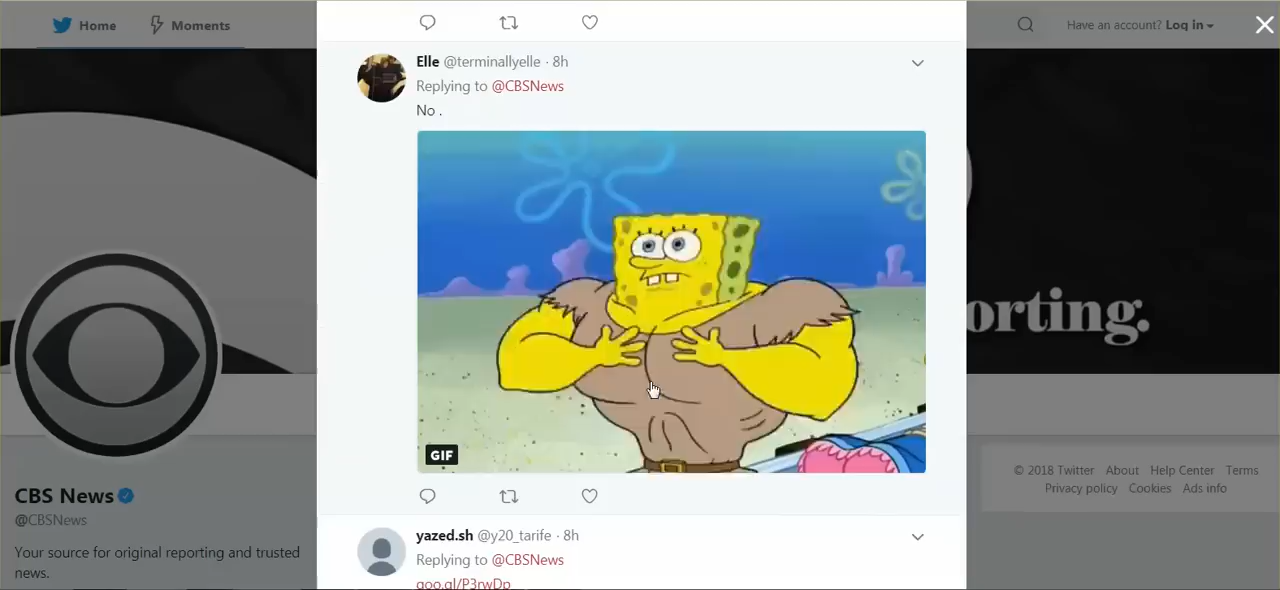 Home
Moments
Have an account? Log in
Elle @terminallyelle · 8h
Replying to @CBSNews
No .
GIF
orting.
CBS News
@CBSNews
Your source for original reporting and trusted
news.
© 2018 Twitter About Help Center Terms
Privacy policy Cookies Ads info
yazed.sh @y20_tarife · 8h
Replying to @CBSNews
goo.gl/P3rwDp